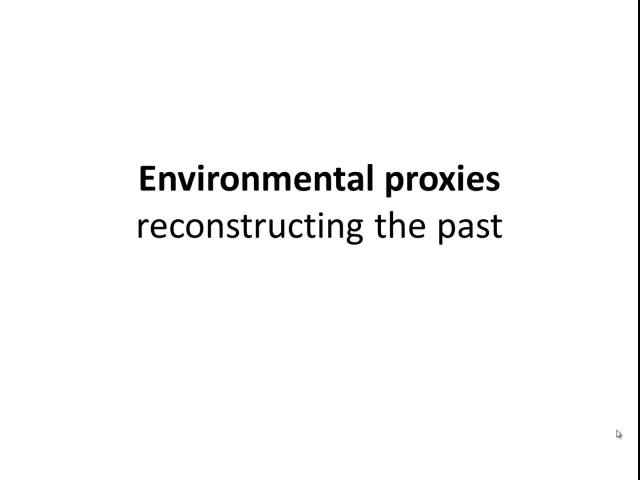 Environmental proxies
reconstructing the past